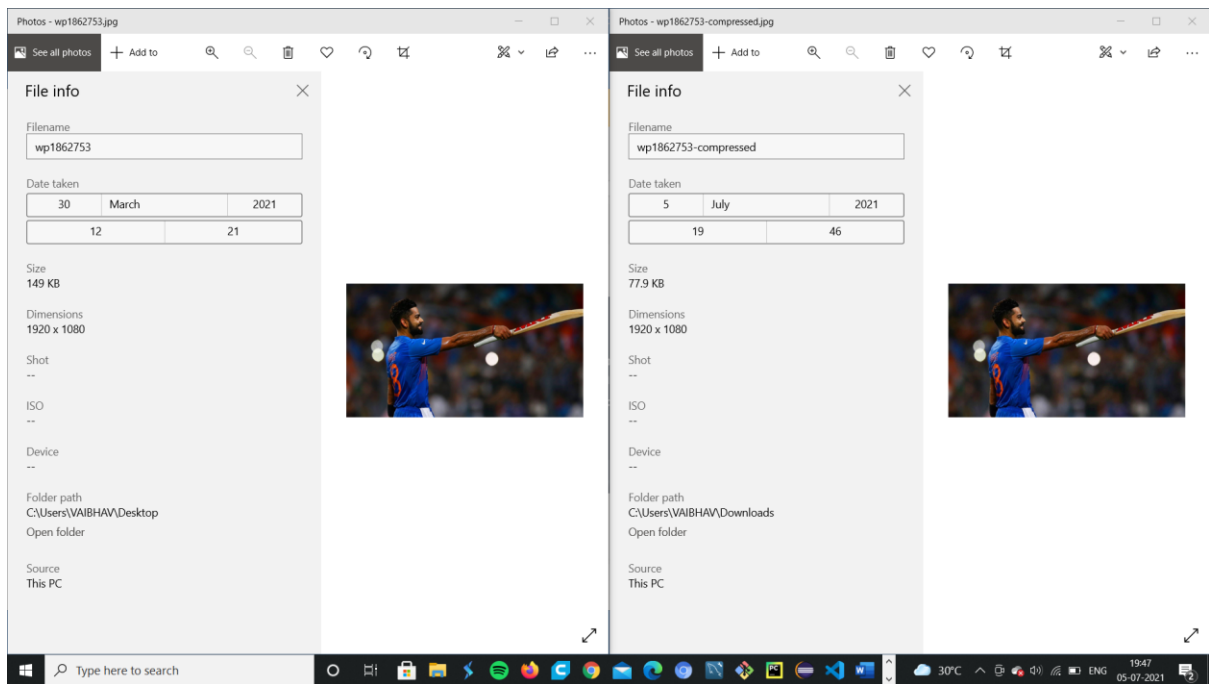 Photos - wp1862753.jpg
See all photos
Add to
File info
Filename
wp1862753
Date taken
30 March 2021
12 21
Size
149 KB
Dimensions
1920 x 1080
Shot
--
ISO
--
Device
--
Folder path
C:\Users\VAIBHAV\Desktop
Open folder
Source
This PC
Photos - wp1862753-compressed.jpg
See all photos
Add to
File info
Filename
wp1862753-compressed
Date taken
5 July 2021
19 46
Size
77.9 KB
Dimensions
1920 x 1080
Shot
--
ISO
--
Device
--
Folder path
C:\Users\VAIBHAV\Downloads
Open folder
Source
This PC
Type here to search
30°C
ENG
19:47
05-07-2021
2
PC
8
8